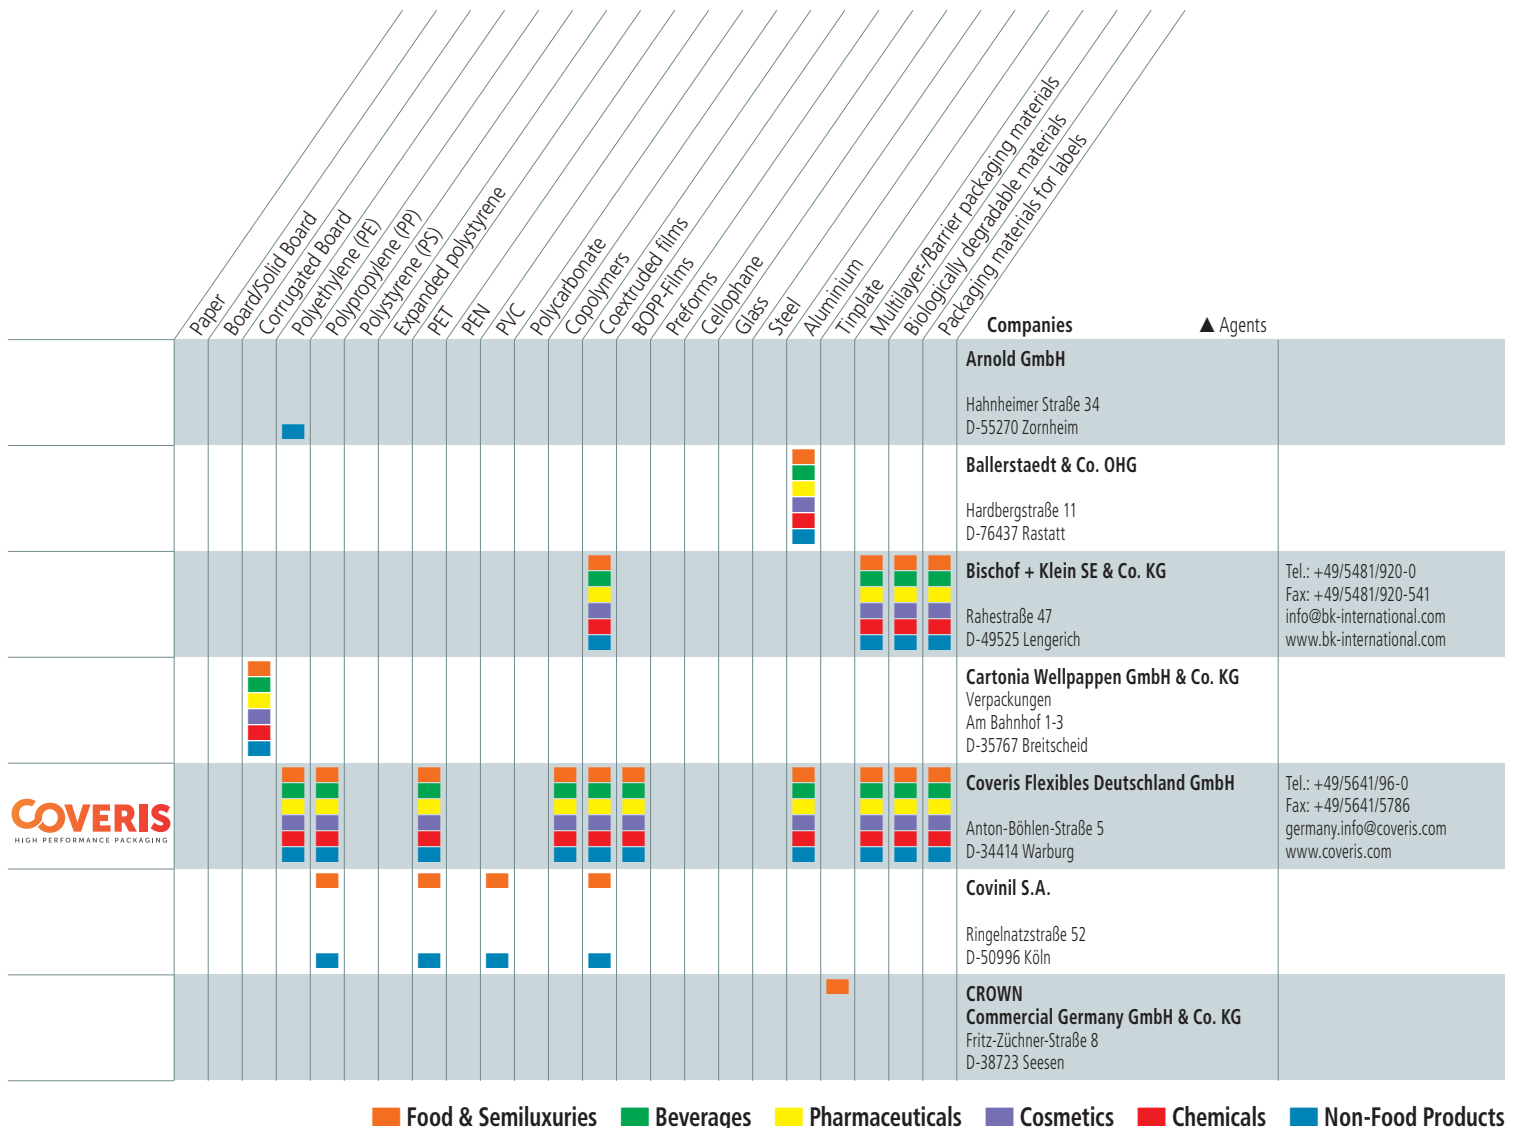 Paper
Board/Solid Board
Corrugated Board
Polyethylene (PE)
Polypropylene (PP)
Polystyrene (PS)
Expanded polystyrene
PET
PEN
PVC
Polycarbonate
Copolymers
Coextruded films
BOPP-Films
Preforms
Cellophane
Glass
Steel
Aluminium
Tinplate
Multilayer-/Barrier packaging materials
Biologically degradable materials
Packaging materials for labels
Companies ▲ Agents
Arnold GmbH
Hahnheimer Straße 34
D-55270 Zornheim
Ballerstaedt & Co. OHG
Hardbergstraße 11
D-76437 Rastatt
Bischof + Klein SE & Co. KG
Rahestraße 47
D-49525 Lengerich
Tel.: +49/5481/920-0
Fax: +49/5481/920-541
info@bk-international.com
www.bk-international.com
Cartonia Wellpappen GmbH & Co. KG
Verpackungen
Am Bahnhof 1-3
D-35767 Breitscheid
COVERIS
HIGH PERFORMANCE PACKAGING
Coveris Flexibles Deutschland GmbH
Anton-Böhlen-Straße 5
D-34414 Warburg
Tel.: +49/5641/96-0
Fax: +49/5641/5786
germany.info@coveris.com
www.coveris.com
Covinil S.A.
Ringelnatzstraße 52
D-50996 Köln
CROWN
Commercial Germany GmbH & Co. KG
Fritz-Züchner-Straße 8
D-38723 Seesen
Food & Semiluxuries Beverages Pharmaceuticals Cosmetics Chemicals Non-Food Products